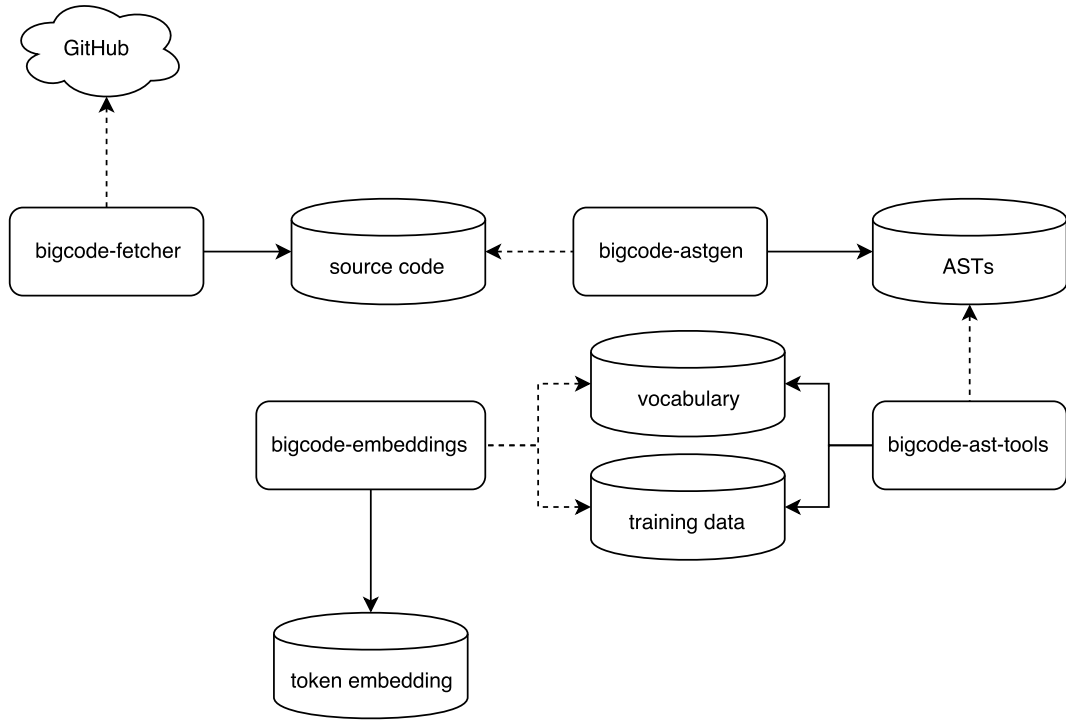 GitHub
bigcode-fetcher
source code
bigcode-astgen
ASTs
vocabulary
bigcode-embeddings
bigcode-ast-tools
training data
token embedding